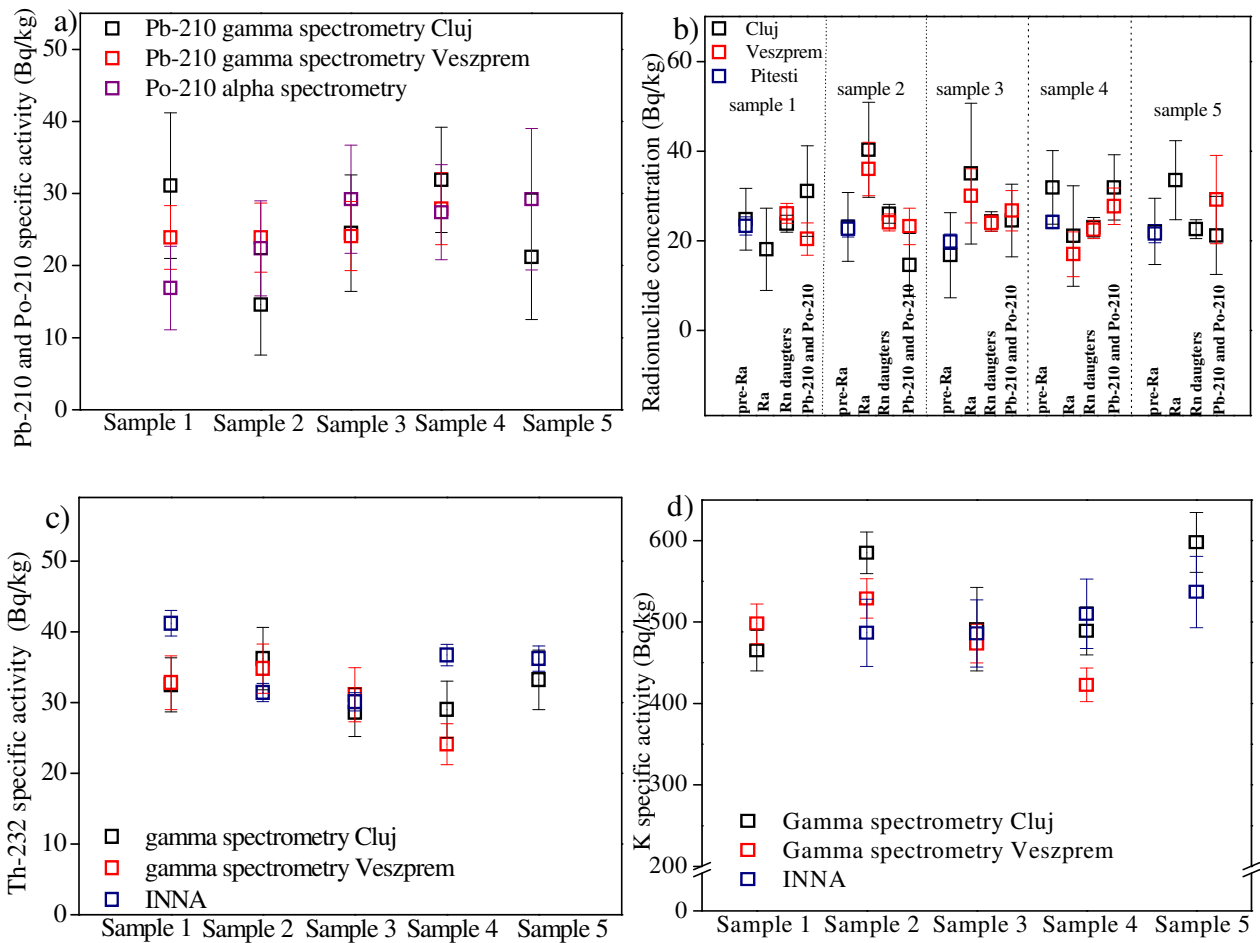 a)
Pb-210 gamma spectrometry Cluj
Pb-210 gamma spectrometry Veszprem
Po-210 alpha spectrometry
Pb-210 and Po-210 specific activity (Bq/kg)
50
40
30
20
10
0
Sample 1 Sample 2 Sample 3 Sample 4 Sample 5
b)
Cluj
Veszprem
Pitesti
Radionuclide concentration (Bq/kg)
60
40
20
0
sample 1 sample 2 sample 3 sample 4 sample 5
pre-Ra
Ra
Rn daugters
Pb-210 and Po-210
pre-Ra
Ra
Rn daugters
Pb-210 and Po-210
pre-Ra
Ra
Rn daugters
Pb-210 and Po-210
pre-Ra
Ra
Rn daugters
Pb-210 and Po-210
pre-Ra
Ra
Rn daugters
Pb-210 and Po-210
c)
Th-232 specific activity (Bq/kg)
50
40
30
20
10
0
gamma spectrometry Cluj
gamma spectrometry Veszprem
INNA
Sample 1 Sample 2 Sample 3 Sample 4 Sample 5
d)
K specific activity (Bq/kg)
600
500
400
300
200
0
Gamma spectrometry Cluj
Gamma spectrometry Veszprem
INNA
Sample 1 Sample 2 Sample 3 Sample 4 Sample 5